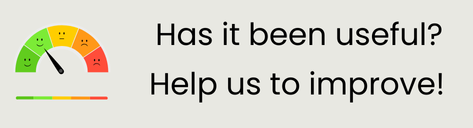 Has it been useful?
Help us to improve!